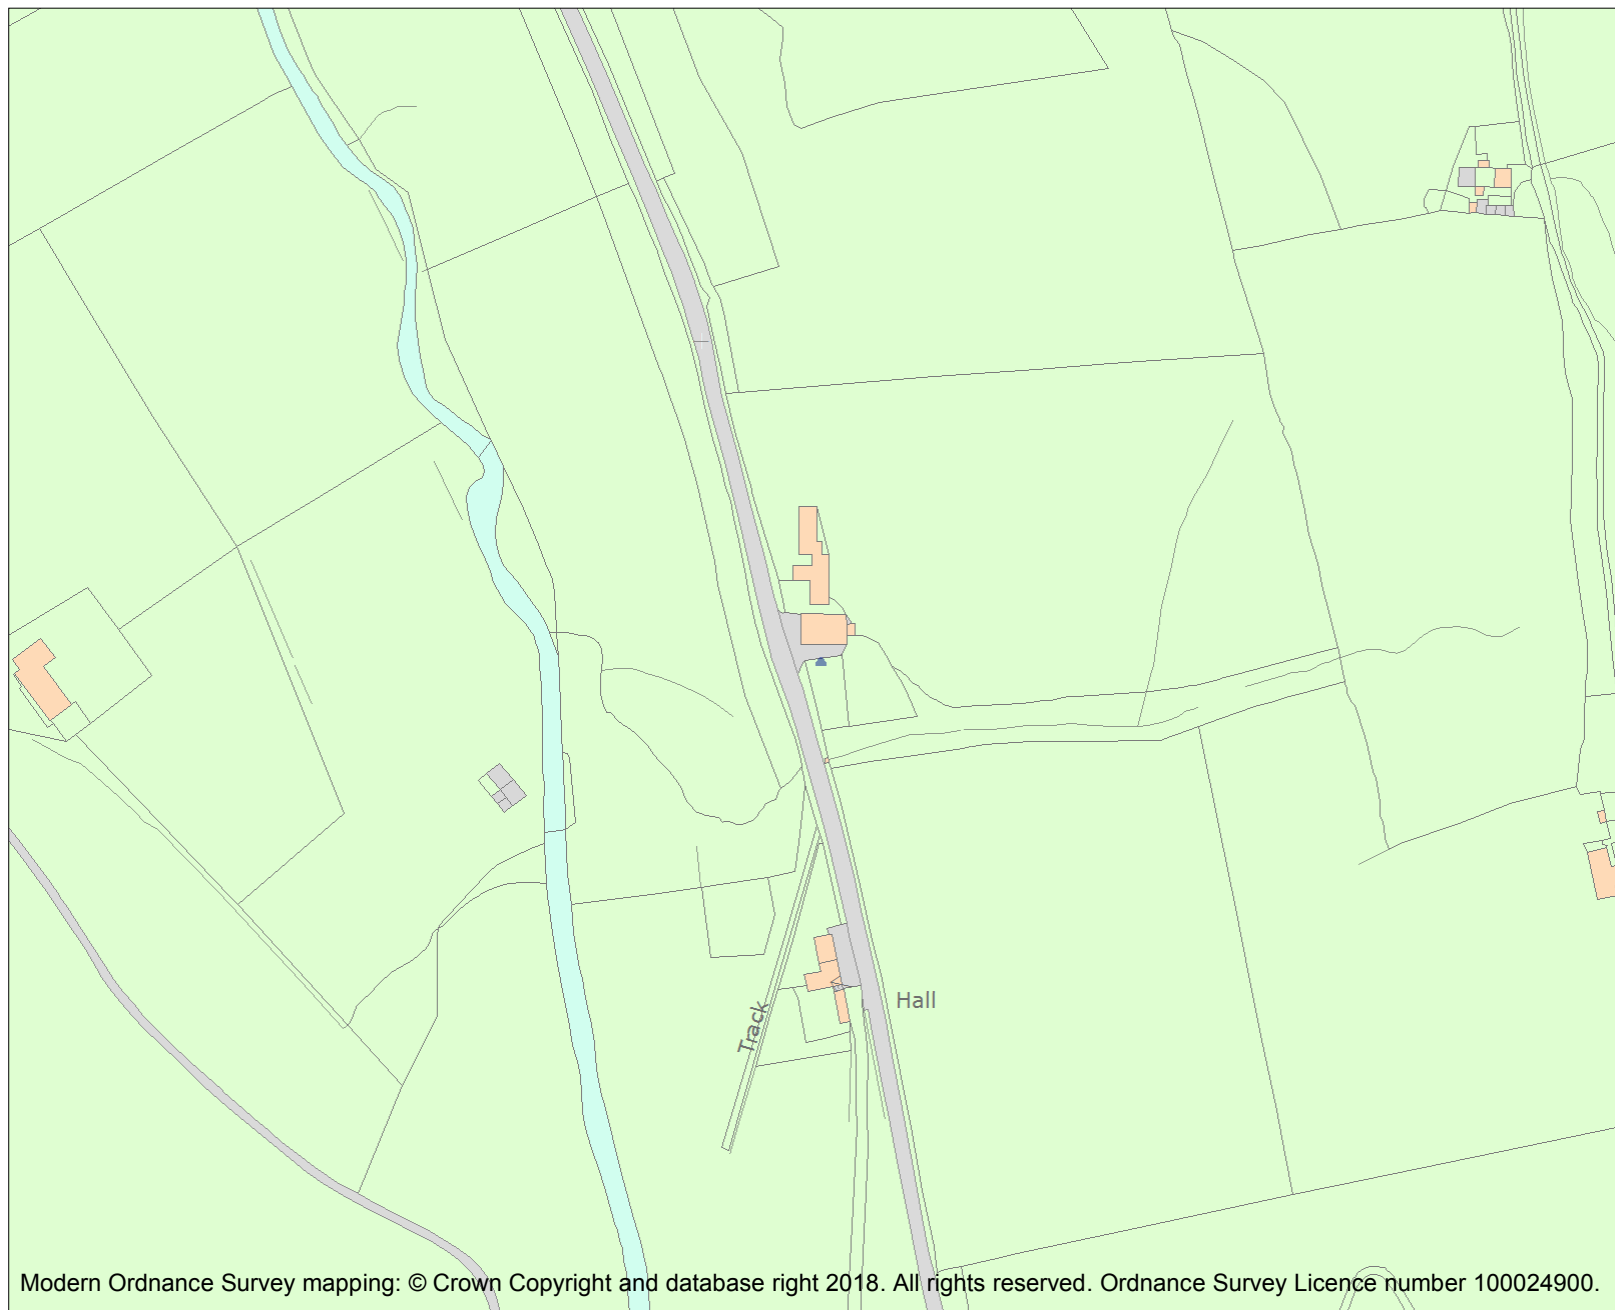 Hall
Track
Modern Ordnance Survey mapping: © Crown Copyright and database right 2018. All rights reserved. Ordnance Survey Licence number 100024900.